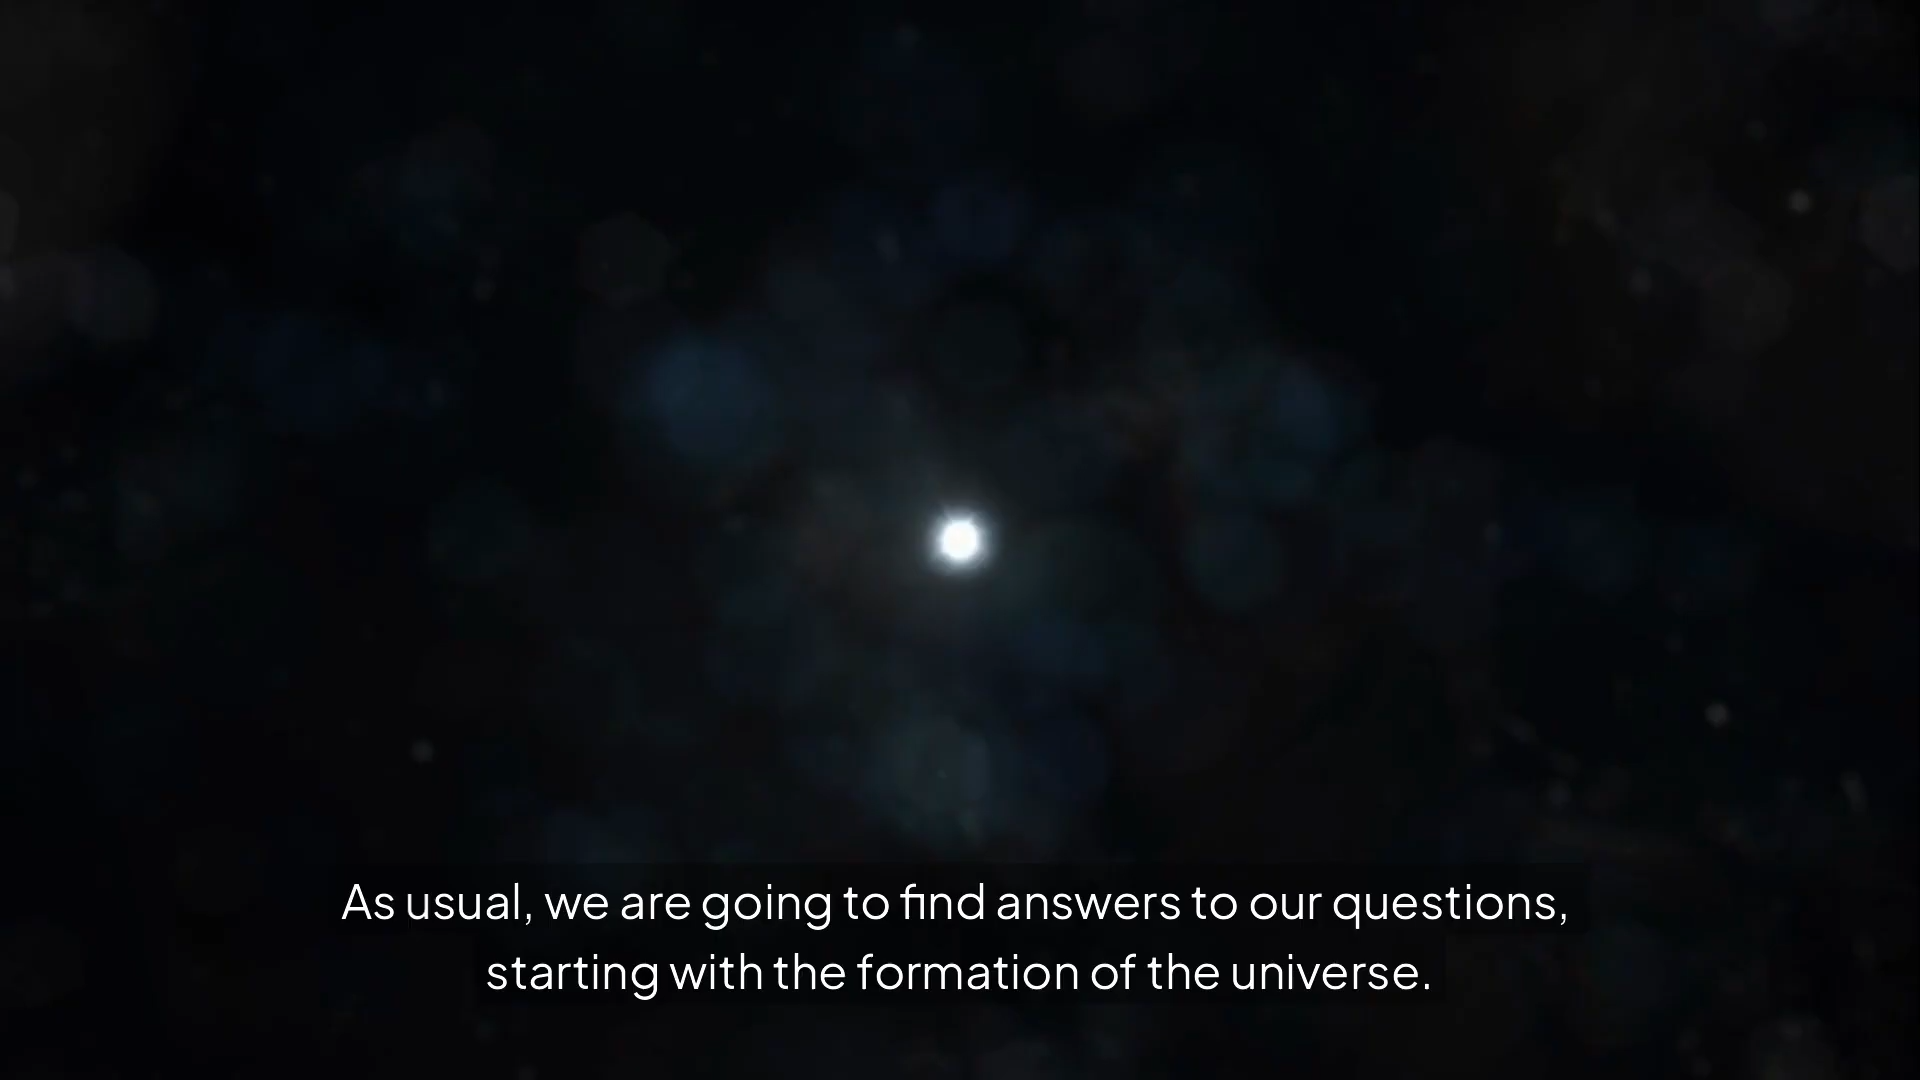 As usual, we are going to find answers to our questions,
starting with the formation of the universe.